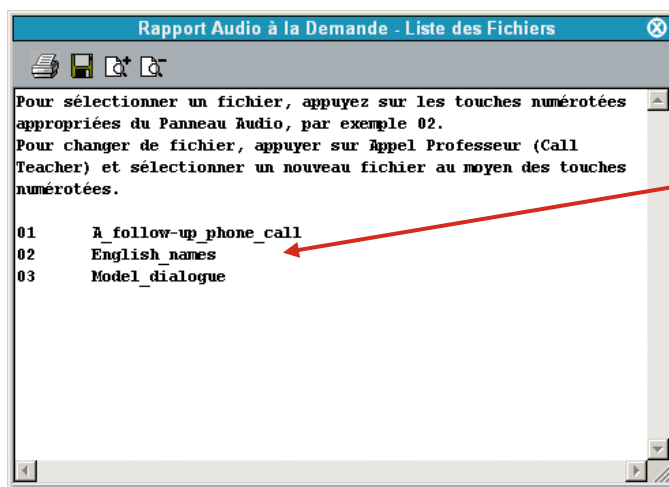 Rapport Audio à la Demande - Liste des Fichiers
Pour sélectionner un fichier, appuyez sur les touches numérotées
appropriées du Panneau Audio, par exemple 02.
Pour changer de fichier, appuyer sur Appel Professeur (Call
Teacher) et sélectionner un nouveau fichier au moyen des touches
numérotées.
01 A_follow-up_phone_call
02 English_names
03 Model_dialogue